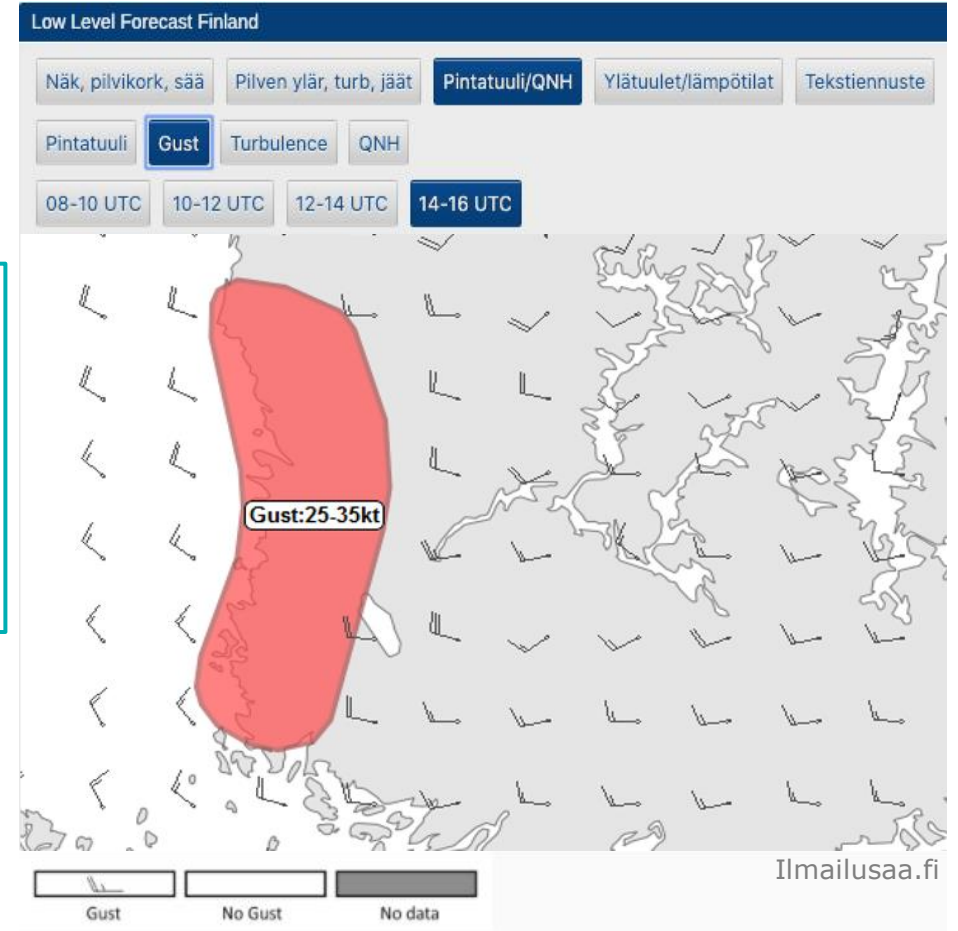 Low Level Forecast Finland
Näk, pilvikork, sää Pilven ylär, turb, jäät Pintatuuli/QNH Ylätuulet/lämpötilat Tekstiennuste
Pintatuuli Gust Turbulence QNH
08-10 UTC 10-12 UTC 12-14 UTC 14-16 UTC
Gust:25-35kt
Ilmailusaa.fi
Gust No Gust No data